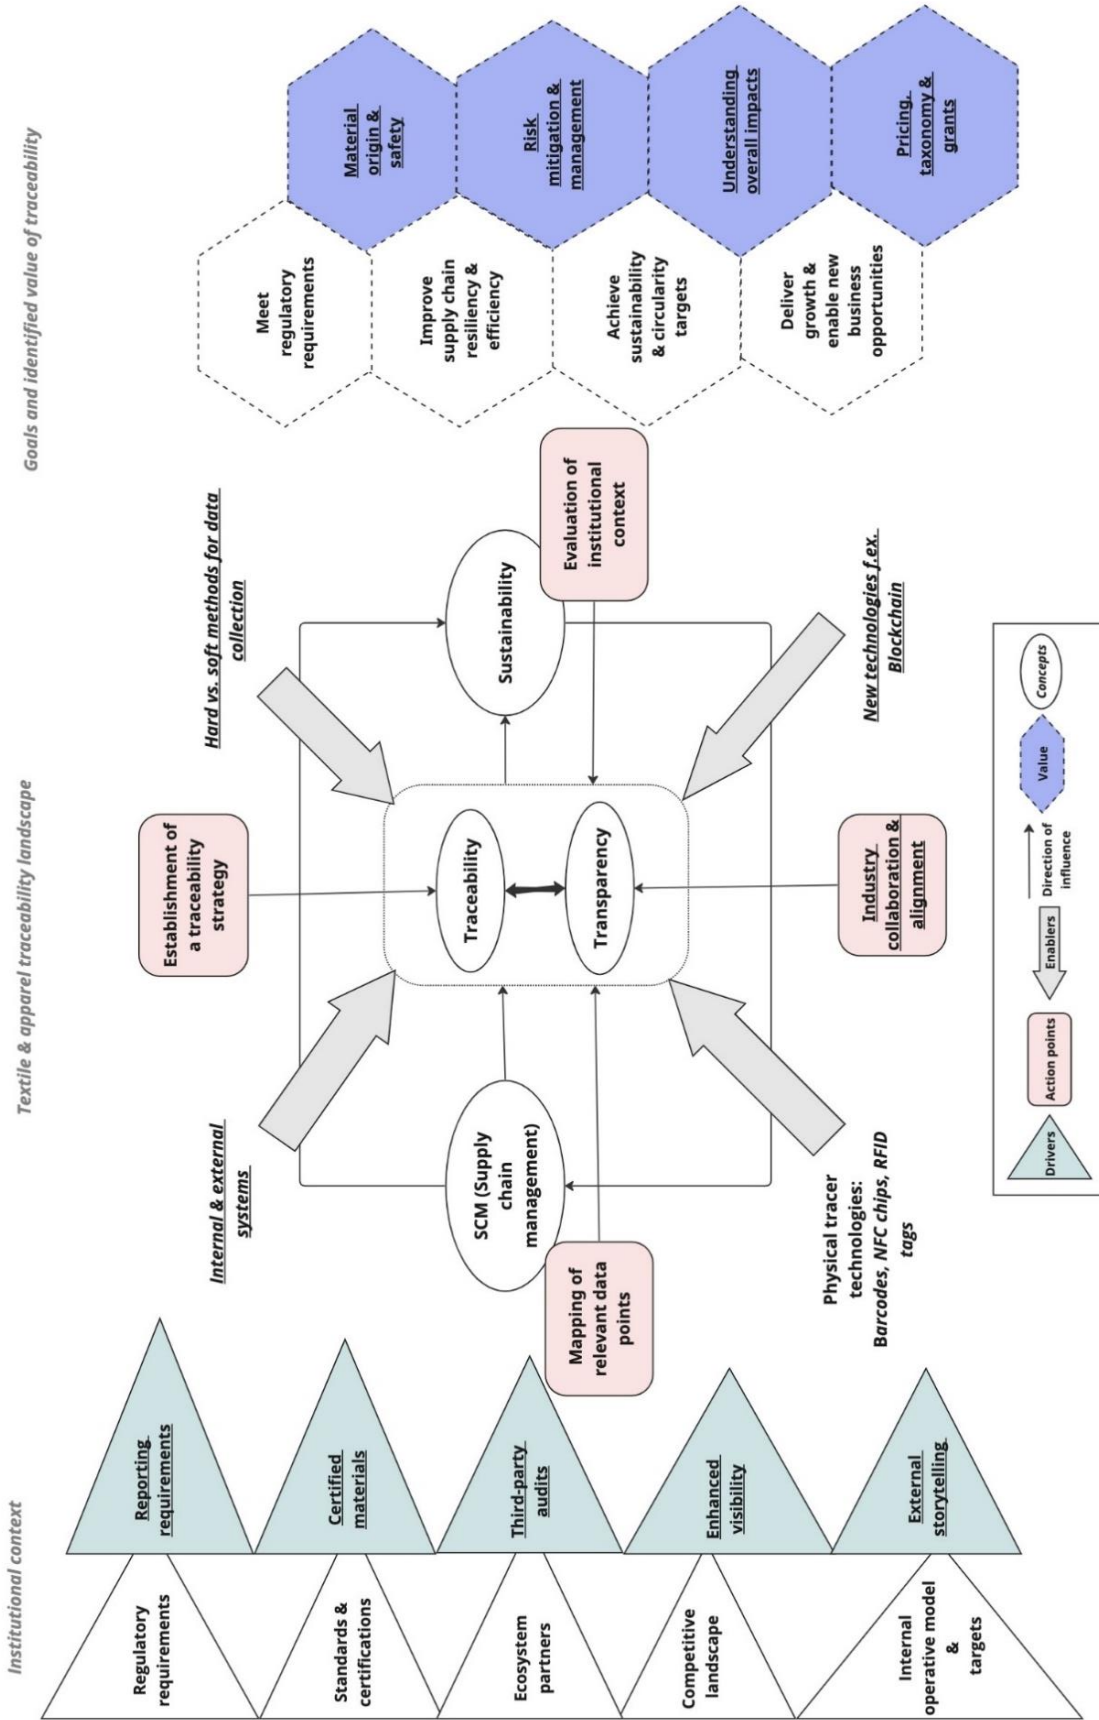 Institutional context
Textile & apparel traceability landscape
Goals and identified value of traceability
Regulatory
requirements
Reporting
requirements
Standards &
certifications
Certified
materials
Ecosystem
partners
Third-party
audits
Competitive
landscape
Enhanced
visibility
Internal
operative model
&
targets
External
storytelling
Internal & external
systems
Establishment of
a traceability
strategy
Hard vs. soft methods for data
collection
SCM (Supply
chain
management)
Mapping of
relevant data
points
Traceability
Transparency
Sustainability
Evaluation of
institutional
context
Physical tracer
technologies:
Barcodes, NFC chips, RFID
tags
Industry
collaboration &
alignment
New technologies f.ex.
Blockchain
Meet
regulatory
requirements
Material
origin &
safety
Improve
supply chain
resiliency &
efficiency
Risk
mitigation &
management
Achieve
sustainability
& circularity
targets
Understanding
overall impacts
Deliver
growth &
enable new
business
opportunities
Pricing,
taxonomy &
grants
Drivers
Action points
Enablers
Direction of
influence
Value
Concepts